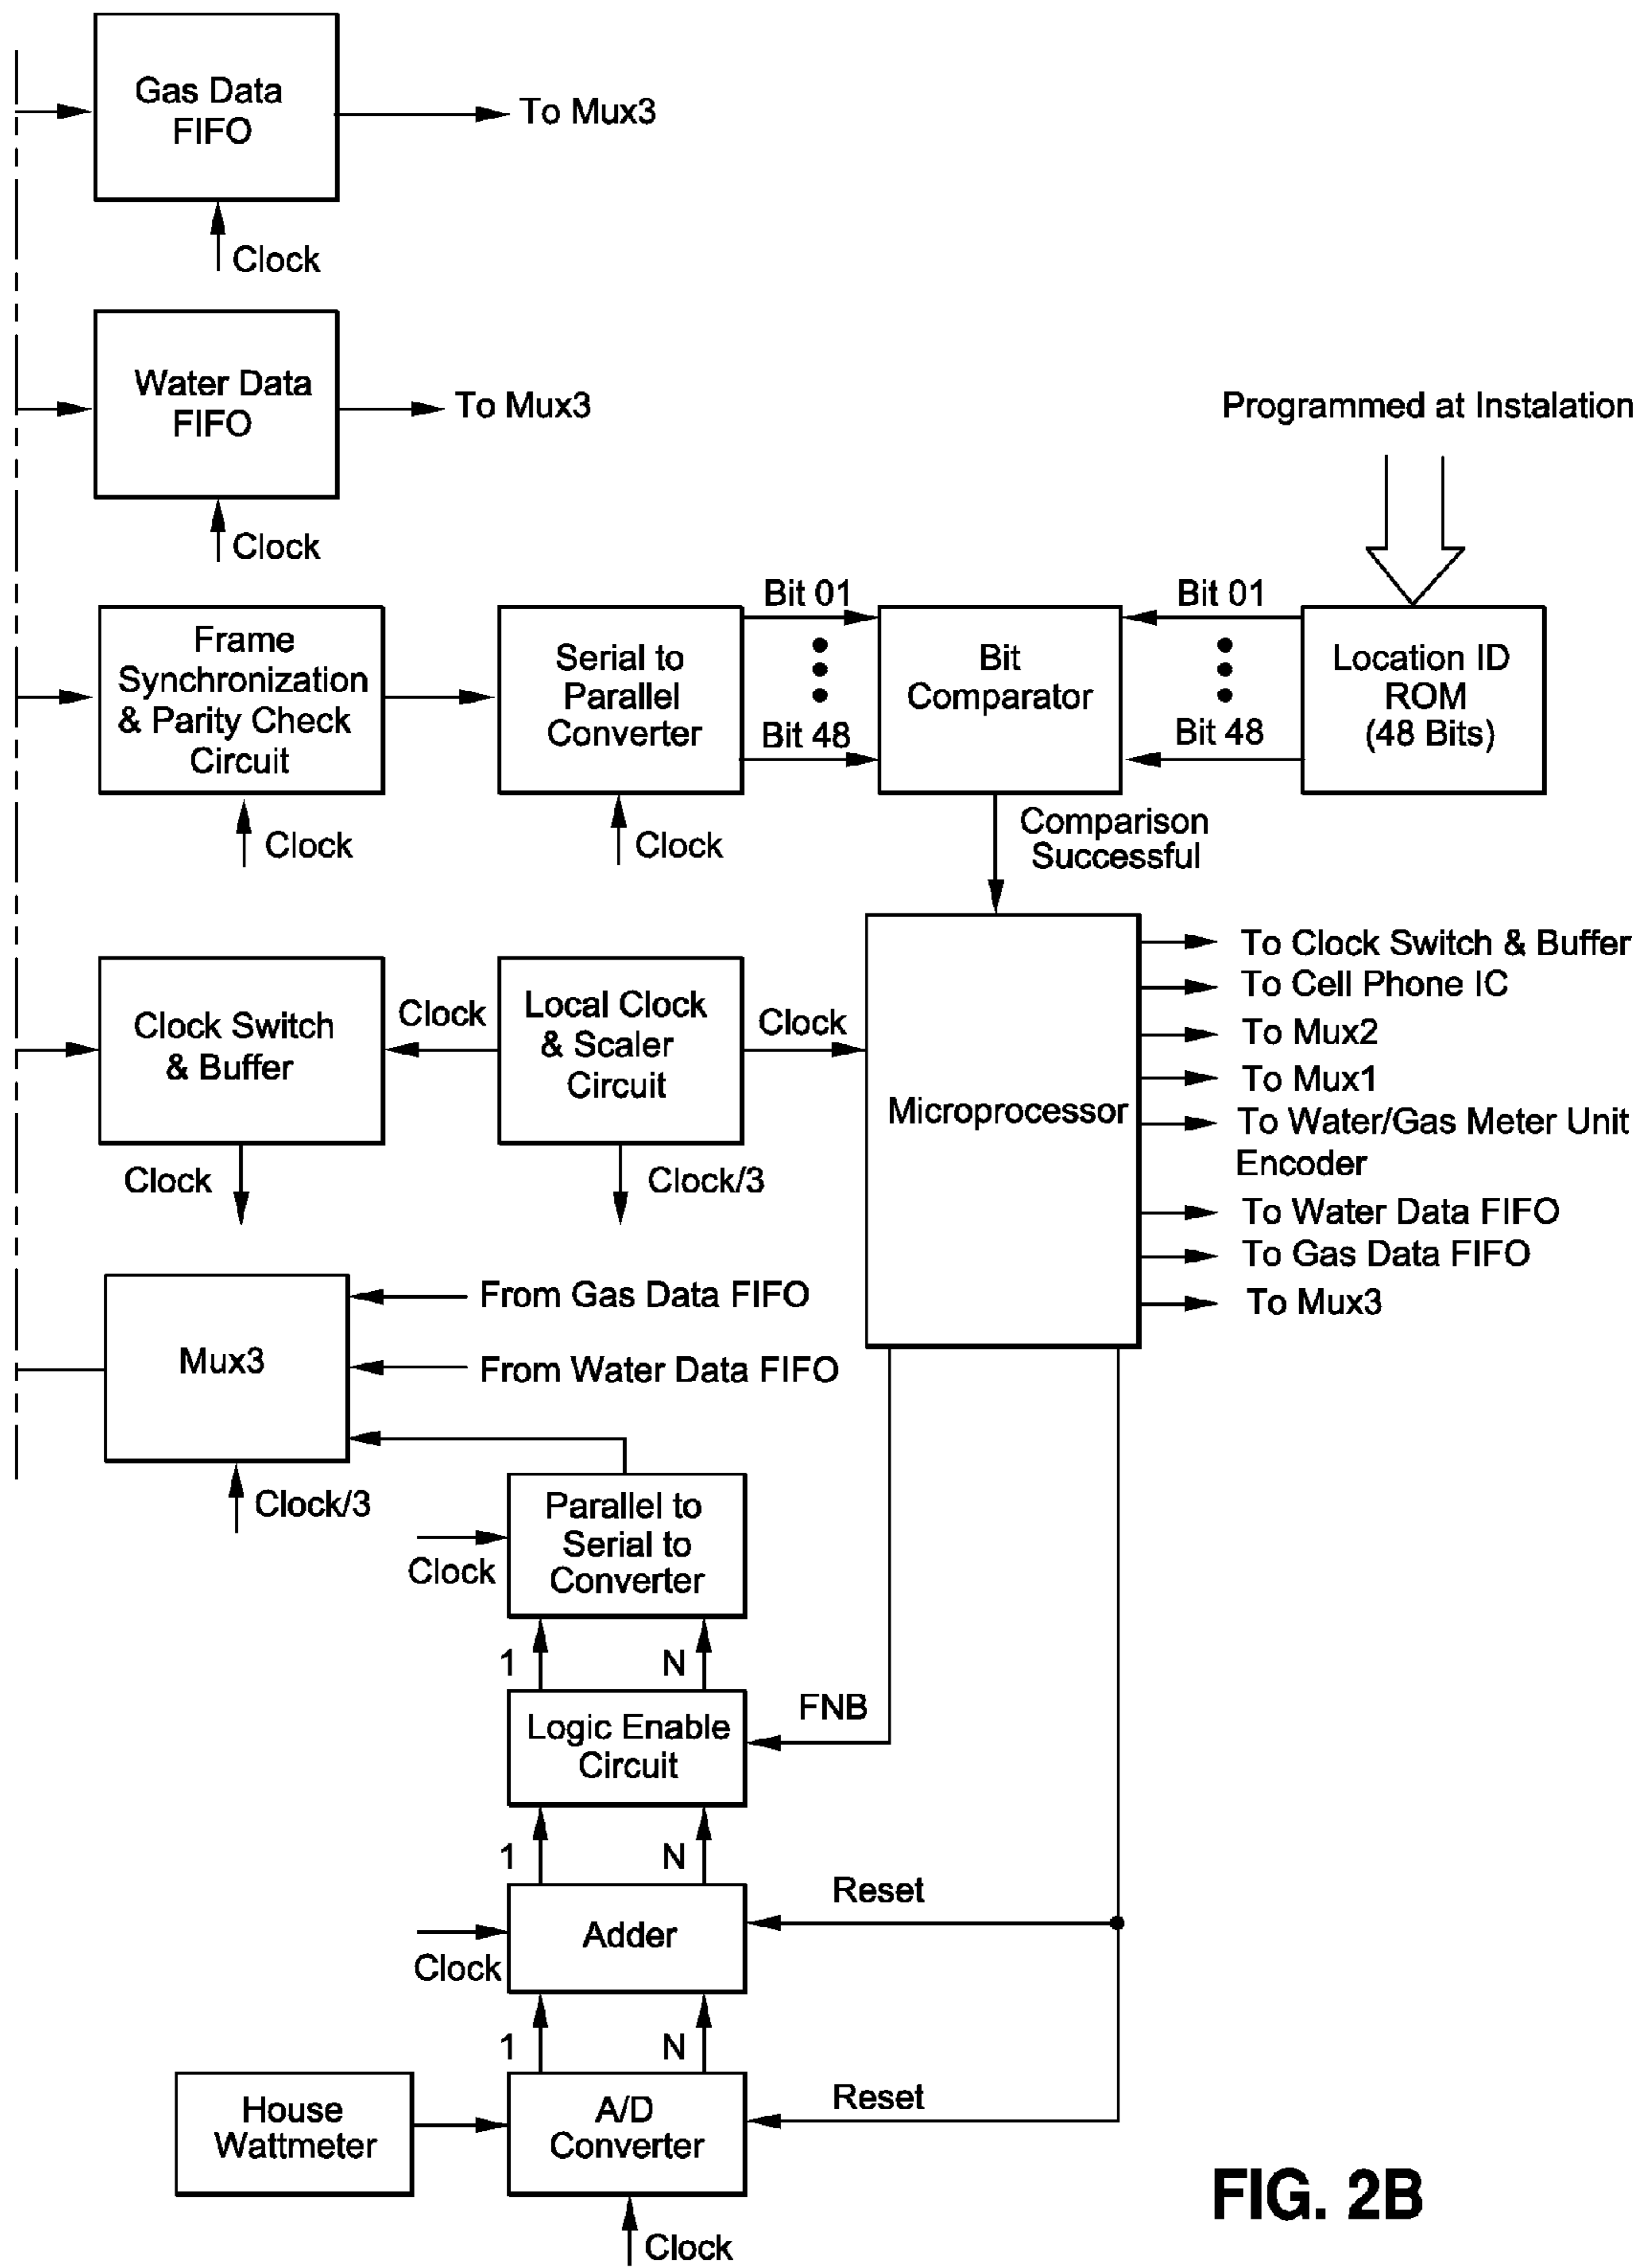 Gas Data
FIFO
To Mux3
Clock
Water Data
FIFO
To Mux3
Clock
Programmed at Instalation
Frame
Synchronization
& Parity Check
Circuit
Clock
Serial to
Parallel
Converter
Clock
Bit 01
Bit 48
Bit
Comparator
Bit 01
Bit 48
Location ID
ROM
(48 Bits)
Comparison
Successful
Clock Switch
& Buffer
Clock
Clock
Local Clock
& Scaler
Circuit
Clock/3
Clock
Microprocessor
To Clock Switch & Buffer
To Cell Phone IC
To Mux2
To Mux1
To Water/Gas Meter Unit
Encoder
To Water Data FIFO
To Gas Data FIFO
To Mux3
Mux3
From Gas Data FIFO
From Water Data FIFO
Clock/3
Parallel to
Serial to
Converter
Clock
1
N
Logic Enable
Circuit
FNB
1
N
Adder
Clock
Reset
1
N
House
Wattmeter
A/D
Converter
Reset
Clock
FIG. 2B